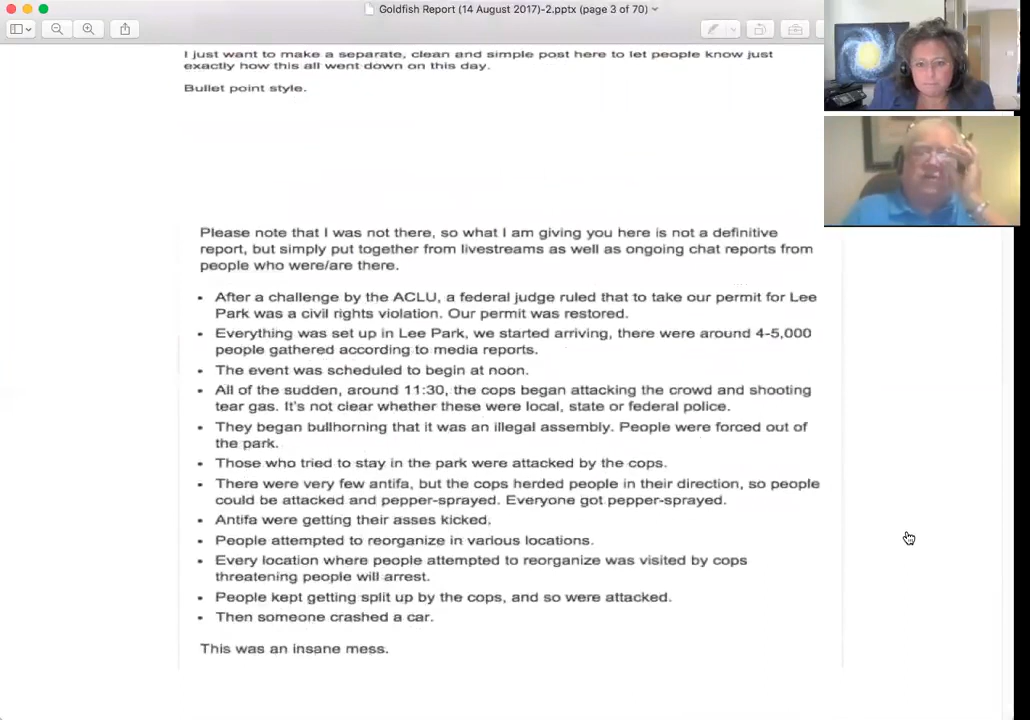 Goldfish Report (14 August 2017)-2.pptx (page 3 of 70)
I just want to make a separate, clean and simple post here to let people know just
exactly how this all went down on this day.
Bullet point style.
Please note that I was not there, so what I am giving you here is not a definitive
report, but simply put together from livestreams as well as ongoing chat reports from
people who were/are there.
• After a challenge by the ACLU, a federal judge ruled that to take our permit for Lee
Park was a civil rights violation. Our permit was restored.
• Everything was set up in Lee Park, we started arriving, there were around 4-5,000
people gathered according to media reports.
• The event was scheduled to begin at noon.
• All of the sudden, around 11:30, the cops began attacking the crowd and shooting
tear gas. It's not clear whether these were local, state or federal police.
• They began bullhorning that it was an illegal assembly. People were forced out of
the park.
• Those who tried to stay in the park were attacked by the cops.
• There were very few antifa, but the cops herded people in their direction, so people
could be attacked and pepper-sprayed. Everyone got pepper-sprayed.
• Antifa were getting their asses kicked.
• People attempted to reorganize in various locations.
• Every location where people attempted to reorganize was visited by cops
threatening people will arrest.
• People kept getting split up by the cops, and so were attacked.
• Then someone crashed a car.
This was an insane mess.